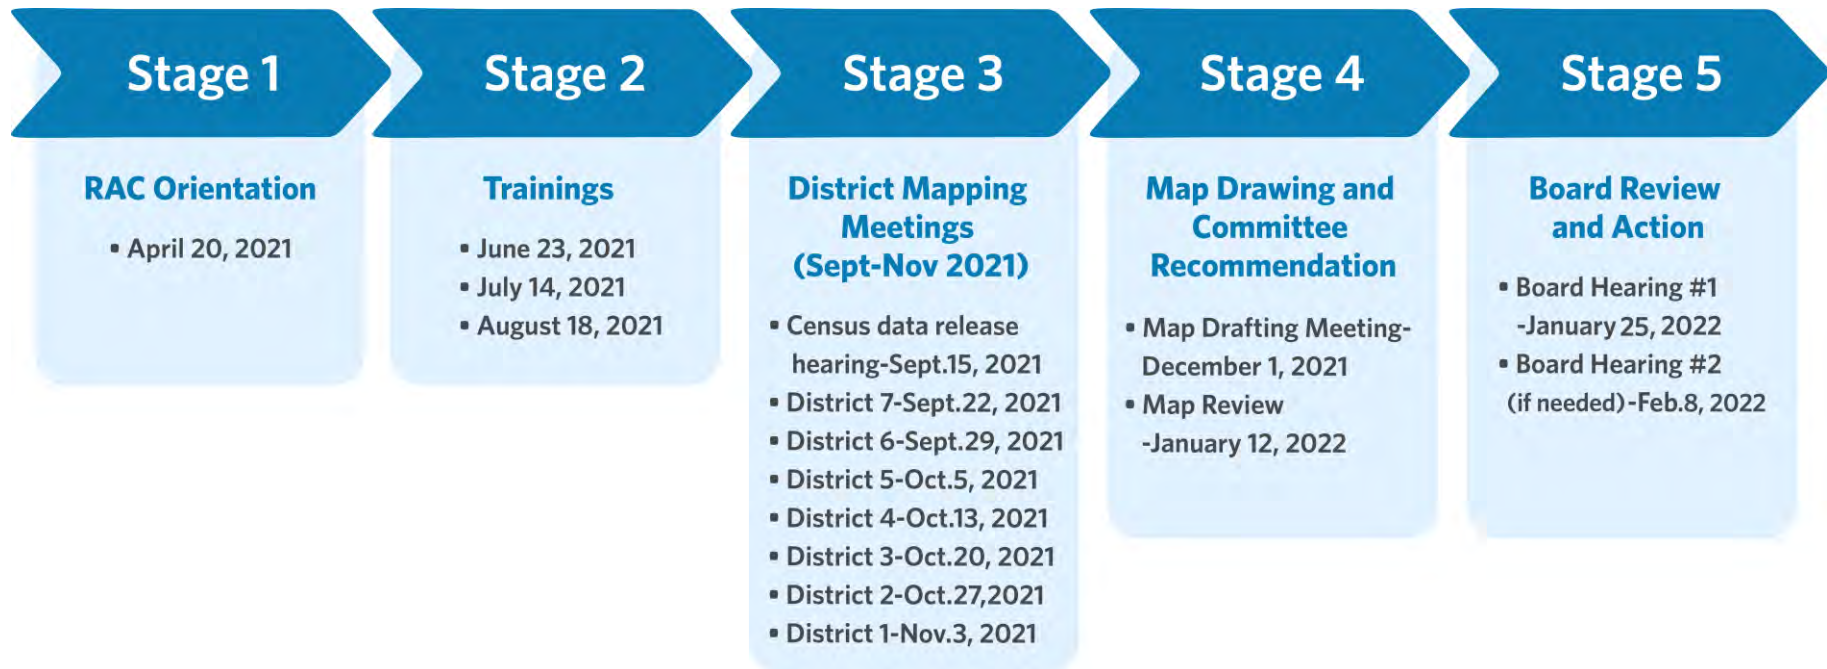 Stage 1
RAC Orientation
▪ April 20, 2021
Stage 2
Trainings
▪ June 23, 2021
▪ July 14, 2021
▪ August 18, 2021
Stage 3
District Mapping
Meetings
(Sept-Nov 2021)
▪ Census data release
hearing-Sept.15, 2021
▪ District 7-Sept.22, 2021
▪ District 6-Sept.29, 2021
▪ District 5-Oct.5, 2021
▪ District 4-Oct.13, 2021
▪ District 3-Oct.20, 2021
▪ District 2-Oct.27,2021
▪ District 1-Nov.3, 2021
Stage 4
Map Drawing and
Committee
Recommendation
▪ Map Drafting Meeting-
December 1, 2021
▪ Map Review
-January 12, 2022
Stage 5
Board Review
and Action
▪ Board Hearing #1
-January 25, 2022
▪ Board Hearing #2
(if needed)-Feb.8, 2022